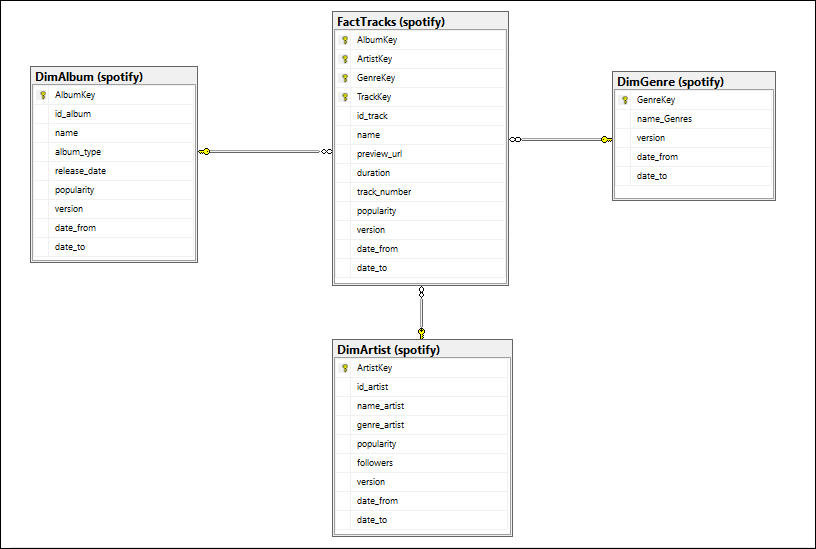 FactTracks (spotify)
AlbumKey
ArtistKey
GenreKey
TrackKey
id_track
name
preview_url
duration
track_number
popularity
version
date_from
date_to
DimAlbum (spotify)
AlbumKey
id_album
name
album_type
release_date
popularity
version
date_from
date_to
DimGenre (spotify)
GenreKey
name_Genres
version
date_from
date_to
DimArtist (spotify)
ArtistKey
id_artist
name_artist
genre_artist
popularity
followers
version
date_from
date_to